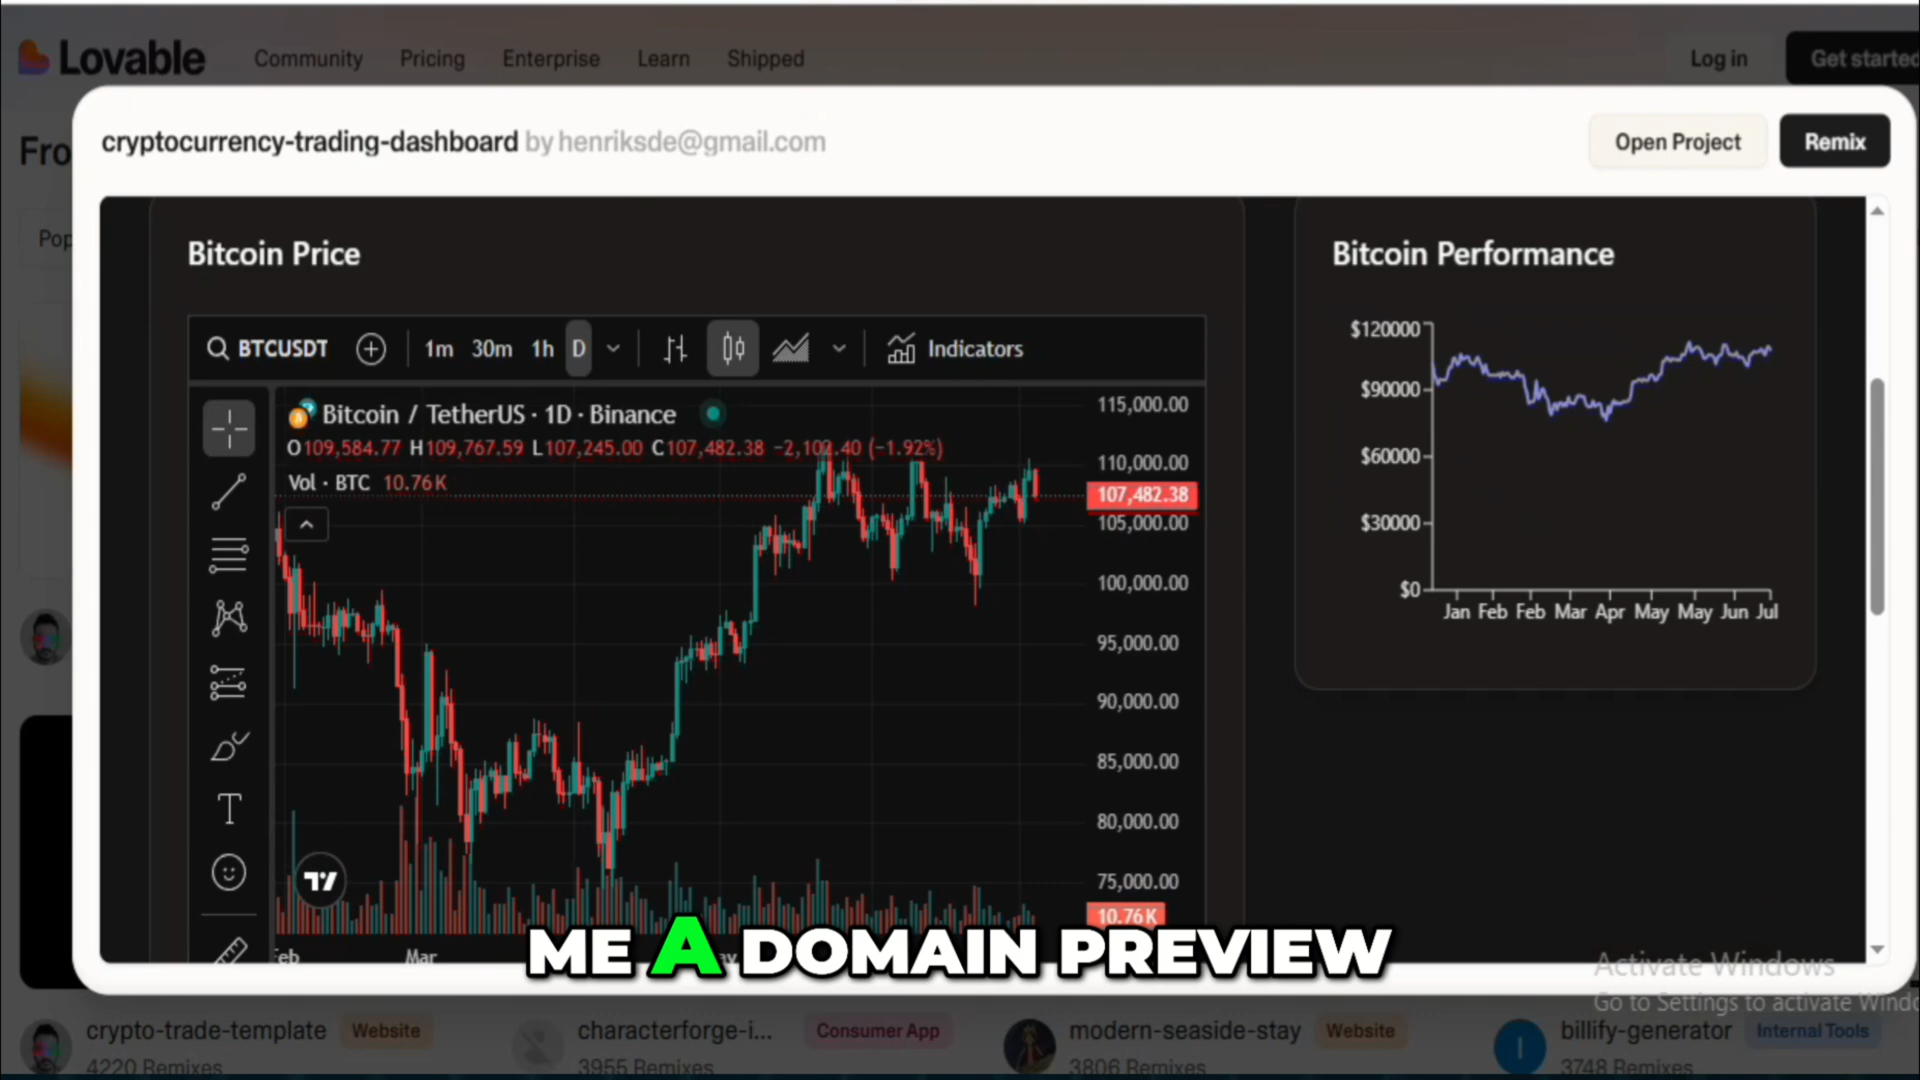 Lovable Community Pricing Enterprise Learn Shipped Log in Get started
cryptocurrency-trading-dashboard by henriksde@gmail.com Open Project Remix
Bitcoin Price
Bitcoin Performance
BTCUSDT 1m 30m 1h D Indicators
Bitcoin / TetherUS · 1D · Binance
O109,584.77 H109,767.59 L107,245.00 C107,482.38 −2,102.40 (−1.92%)
Vol · BTC 10.76K
115,000.00
110,000.00
107,482.38
105,000.00
100,000.00
95,000.00
90,000.00
85,000.00
80,000.00
75,000.00
10.76K
Mar
$120000
$90000
$60000
$30000
$0
Jan Feb Feb Mar Apr May May Jun Jul
ME A DOMAIN PREVIEW
Activate Windows
Go to Settings to activate
crypto-trade-template Website
4220 Remixes
characterforge-i... Consumer App
3955 Remixes
modern-seaside-stay Website
3806 Remixes
I
billify-generator Internal Tools
3748 Remixes